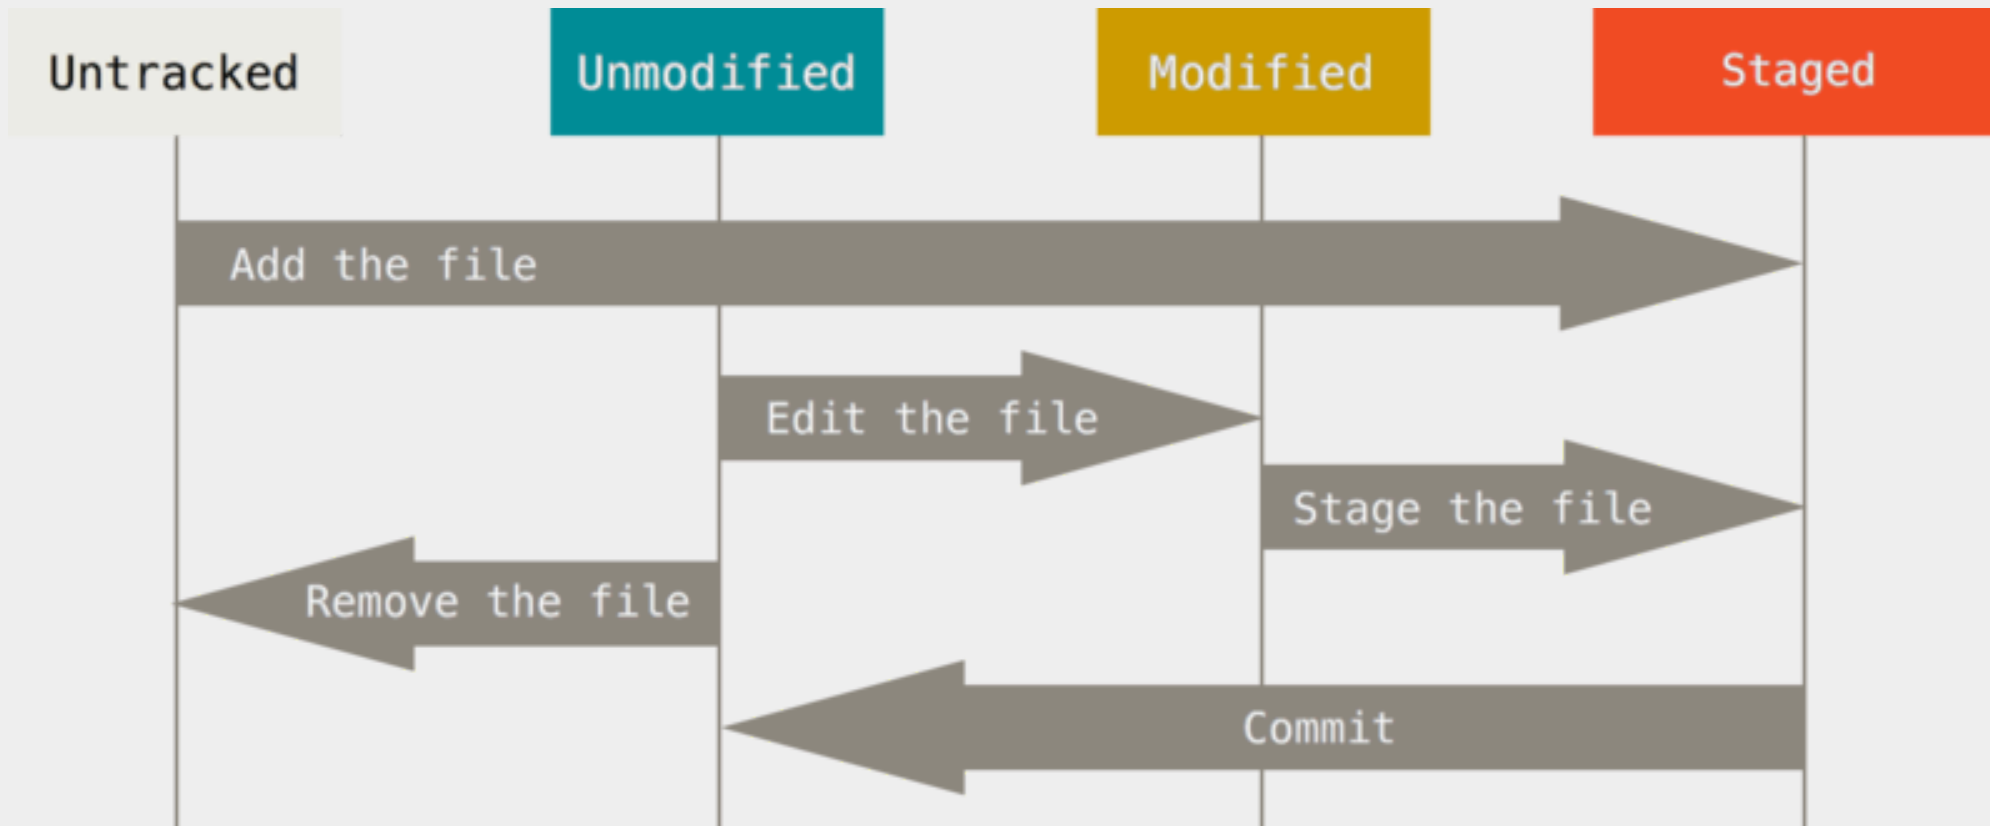 Untracked
Unmodified
Modified
Staged
Add the file
Edit the file
Stage the file
Remove the file
Commit